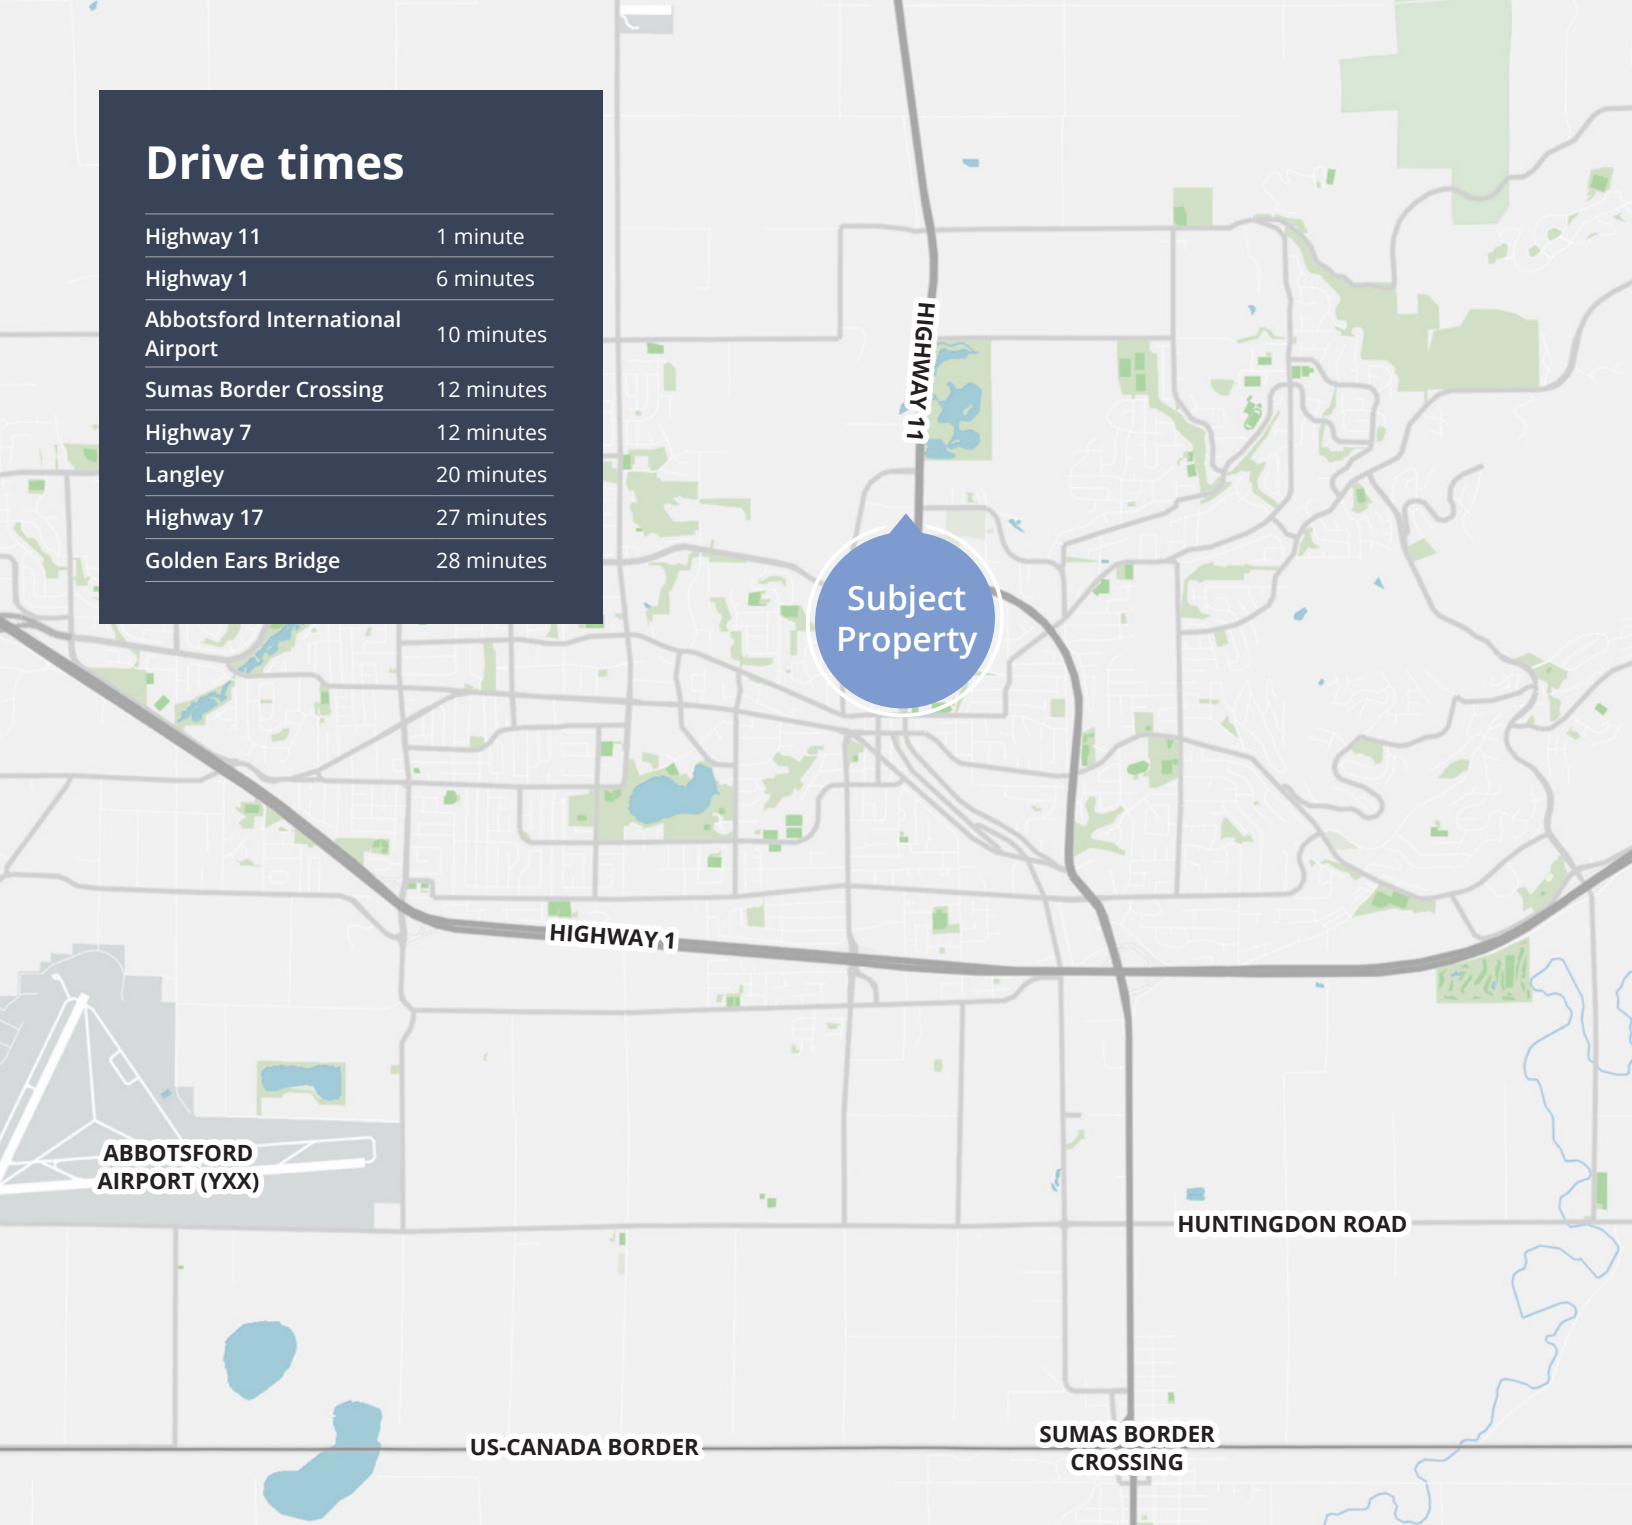 Drive times
Highway 11 1 minute
Highway 1 6 minutes
Abbotsford International
Airport 10 minutes
Sumas Border Crossing 12 minutes
Highway 7 12 minutes
Langley 20 minutes
Highway 17 27 minutes
Golden Ears Bridge 28 minutes
HIGHWAY 11
Subject
Property
HIGHWAY 1
ABBOTSFORD
AIRPORT (YXX)
HUNTINGDON ROAD
US-CANADA BORDER
SUMAS BORDER
CROSSING